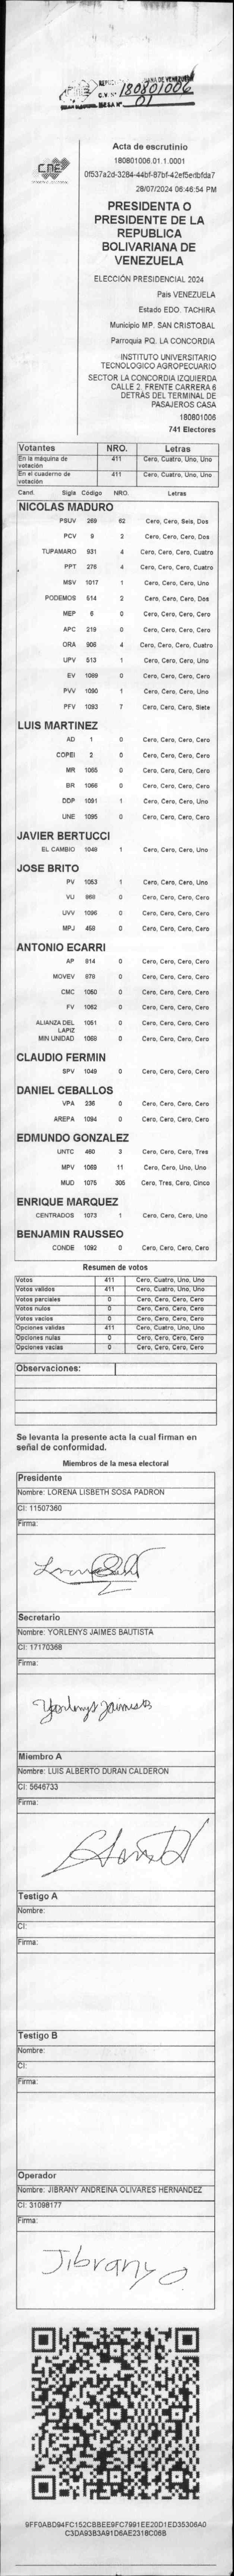 180801006
01
CNE
Acta de escrutinio
180801006.01.1.0001
28/07/2024 06:46:54 PM
PRESIDENTA O
PRESIDENTE DE LA
REPUBLICA
BOLIVARIANA DE
VENEZUELA
ELECCIÓN PRESIDENCIAL 2024
País VENEZUELA
Estado EDO. TACHIRA
Municipio MP. SAN CRISTOBAL
Parroquia PQ. LA CONCORDIA
INSTITUTO UNIVERSITARIO
TECNOLOGICO AGROPECUARIO
SECTOR LA CONCORDIA IZQUIERDA
CALLE 2. FRENTE CARRERA 6
DETRÁS DEL TERMINAL DE
PASAJEROS CASA
180801006
741 Electores
Votantes NRO. Letras
En la máquina de votación 411 Cero, Cuatro, Uno, Uno
En el cuaderno de votación 411 Cero, Cuatro, Uno, Uno
Cand. Sigla Código NRO. Letras
NICOLAS MADURO
PSUV 269 62 Cero, Cero, Seis, Dos
PCV 9 2 Cero, Cero, Cero, Dos
TUPAMARO 931 4 Cero, Cero, Cero, Cuatro
PPT 276 4 Cero, Cero, Cero, Cuatro
MSV 1017 1 Cero, Cero, Cero, Uno
PODEMOS 514 2 Cero, Cero, Cero, Dos
MEP 6 0 Cero, Cero, Cero, Cero
APC 219 0 Cero, Cero, Cero, Cero
ORA 906 4 Cero, Cero, Cero, Cuatro
UPV 513 1 Cero, Cero, Cero, Uno
EV 1089 0 Cero, Cero, Cero, Cero
PVV 1090 1 Cero, Cero, Cero, Uno
PFV 1093 7 Cero, Cero, Cero, Siete
LUIS MARTINEZ
AD 1 0 Cero, Cero, Cero, Cero
COPEI 2 0 Cero, Cero, Cero, Cero
MR 1065 0 Cero, Cero, Cero, Cero
BR 1066 0 Cero, Cero, Cero, Cero
DDP 1091 1 Cero, Cero, Cero, Uno
UNE 1095 0 Cero, Cero, Cero, Cero
JAVIER BERTUCCI
EL CAMBIO 1048 1 Cero, Cero, Cero, Uno
JOSE BRITO
PV 1053 1 Cero, Cero, Cero, Uno
VU 968 0 Cero, Cero, Cero, Cero
UVV 1096 0 Cero, Cero, Cero, Cero
MPJ 458 0 Cero, Cero, Cero, Cero
ANTONIO ECARRI
AP 914 0 Cero, Cero, Cero, Cero
MOVEV 979 0 Cero, Cero, Cero, Cero
CMC 1050 0 Cero, Cero, Cero, Cero
FV 1062 0 Cero, Cero, Cero, Cero
ALIANZA DEL LAPIZ 1051 0 Cero, Cero, Cero, Cero
MIN UNIDAD 1068 0 Cero, Cero, Cero, Cero
CLAUDIO FERMIN
SPV 1049 0 Cero, Cero, Cero, Cero
DANIEL CEBALLOS
VPA 236 0 Cero, Cero, Cero, Cero
AREPA 1094 0 Cero, Cero, Cero, Cero
EDMUNDO GONZALEZ
UNTC 460 3 Cero, Cero, Cero, Tres
MPV 1069 11 Cero, Cero, Uno, Uno
MUD 1075 305 Cero, Tres, Cero, Cinco
ENRIQUE MARQUEZ
CENTRADOS 1073 1 Cero, Cero, Cero, Uno
BENJAMIN RAUSSEO
CONDE 1092 0 Cero, Cero, Cero, Cero
Resumen de votos
Votos 411 Cero, Cuatro, Uno, Uno
Votos validos 411 Cero, Cuatro, Uno, Uno
Votos parciales 0 Cero, Cero, Cero, Cero
Votos nulos 0 Cero, Cero, Cero, Cero
Votos vacios 0 Cero, Cero, Cero, Cero
Opciones validas 411 Cero, Cuatro, Uno, Uno
Opciones nulas 0 Cero, Cero, Cero, Cero
Opciones vacias 0 Cero, Cero, Cero, Cero
Observaciones:
Se levanta la presente acta la cual firman en
señal de conformidad.
Miembros de la mesa electoral
Presidente
Nombre: LORENA LISBETH SOSA PADRON
CI: 11507360
Firma:
Secretario
Nombre: YORLENYS JAIMES BAUTISTA
CI: 17170368
Firma:
Yorlenys Jaimes B
Miembro A
Nombre: LUIS ALBERTO DURAN CALDERON
CI: 5646733
Firma:
Testigo A
Nombre:
CI:
Firma:
Testigo B
Nombre:
CI:
Firma:
Operador
Nombre: JIBRANY ANDREINA OLIVARES HERNANDEZ
CI: 31098177
Firma:
Jibrany O
9FF0ABD94FC152CBBEE9FC7991EE20D1ED35306A0
C3DA93B3A91D6AE2318C06B